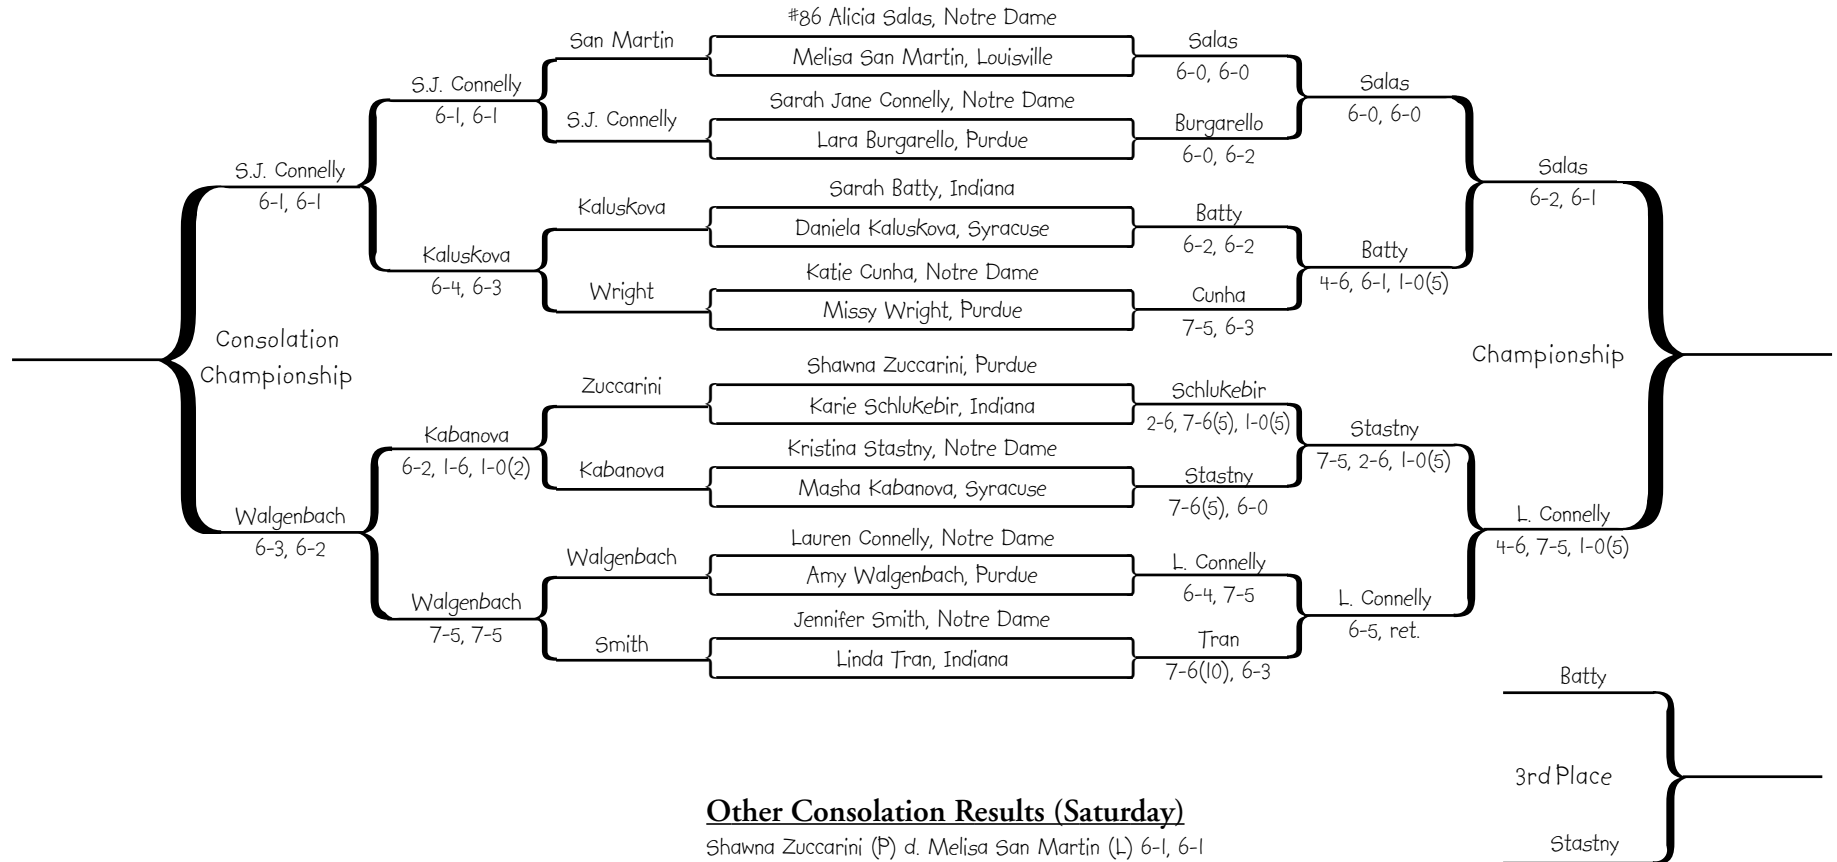 #86 Alicia Salas, Notre Dame
San Martin
Melisa San Martin, Louisville
Salas
6-0, 6-0
S.J. Connelly
6-1, 6-1
Salas
6-0, 6-0
Sarah Jane Connelly, Notre Dame
S.J. Connelly
Lara Burgarello, Purdue
Burgarello
6-0, 6-2
S.J. Connelly
6-1, 6-1
Salas
6-2, 6-1
Sarah Batty, Indiana
Kaluskova
Daniela Kaluskova, Syracuse
Batty
6-2, 6-2
Kaluskova
6-4, 6-3
Batty
4-6, 6-1, 1-0(5)
Katie Cunha, Notre Dame
Wright
Missy Wright, Purdue
Cunha
7-5, 6-3
Consolation
Championship
Championship
Shawna Zuccarini, Purdue
Zuccarini
Karie Schlukebir, Indiana
Schlukebir
2-6, 7-6(5), 1-0(5)
Kabanova
6-2, 1-6, 1-0(2)
Stastny
7-5, 2-6, 1-0(5)
Kristina Stastny, Notre Dame
Kabanova
Masha Kabanova, Syracuse
Stastny
7-6(5), 6-0
Walgenbach
6-3, 6-2
L. Connelly
4-6, 7-5, 1-0(5)
Lauren Connelly, Notre Dame
Walgenbach
Amy Walgenbach, Purdue
L. Connelly
6-4, 7-5
Walgenbach
7-5, 7-5
L. Connelly
6-5, ret.
Jennifer Smith, Notre Dame
Smith
Linda Tran, Indiana
Tran
7-6(10), 6-3
Batty
3rd Place
Stastny
Other Consolation Results (Saturday)
Shawna Zuccarini (P) d. Melisa San Martin (L) 6-1, 6-1